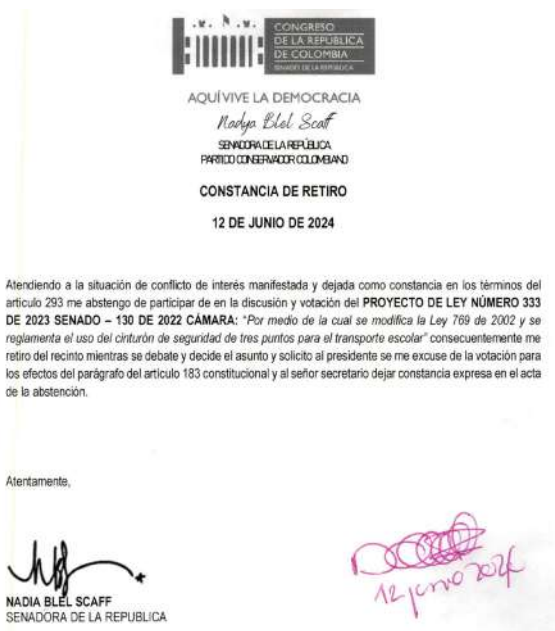 CONGRESO
DE LA REPÚBLICA
DE COLOMBIA
SENADO DE LA REPÚBLICA
AQUÍ VIVE LA DEMOCRACIA
Nadya Blel Scaff
SENADORA DE LA REPÚBLICA
PARTIDO CONSERVADOR COLOMBIANO
CONSTANCIA DE RETIRO
12 DE JUNIO DE 2024
Atendiendo a la situación de conflicto de interés manifestada y dejada como constancia en los términos del
artículo 293 me abstengo de participar de en la discusión y votación del PROYECTO DE LEY NÚMERO 333
DE 2023 SENADO – 130 DE 2022 CÁMARA: "Por medio de la cual se modifica la Ley 769 de 2002 y se
reglamenta el uso del cinturón de seguridad de tres puntos para el transporte escolar" consecuentemente me
retiro del recinto mientras se debate y decide el asunto y solicito al presidente se me excuse de la votación para
los efectos del parágrafo del artículo 183 constitucional y al señor secretario dejar constancia expresa en el acta
de la abstención.
Atentamente,
NADIA BLEL SCAFF
SENADORA DE LA REPUBLICA
12 junio 2024